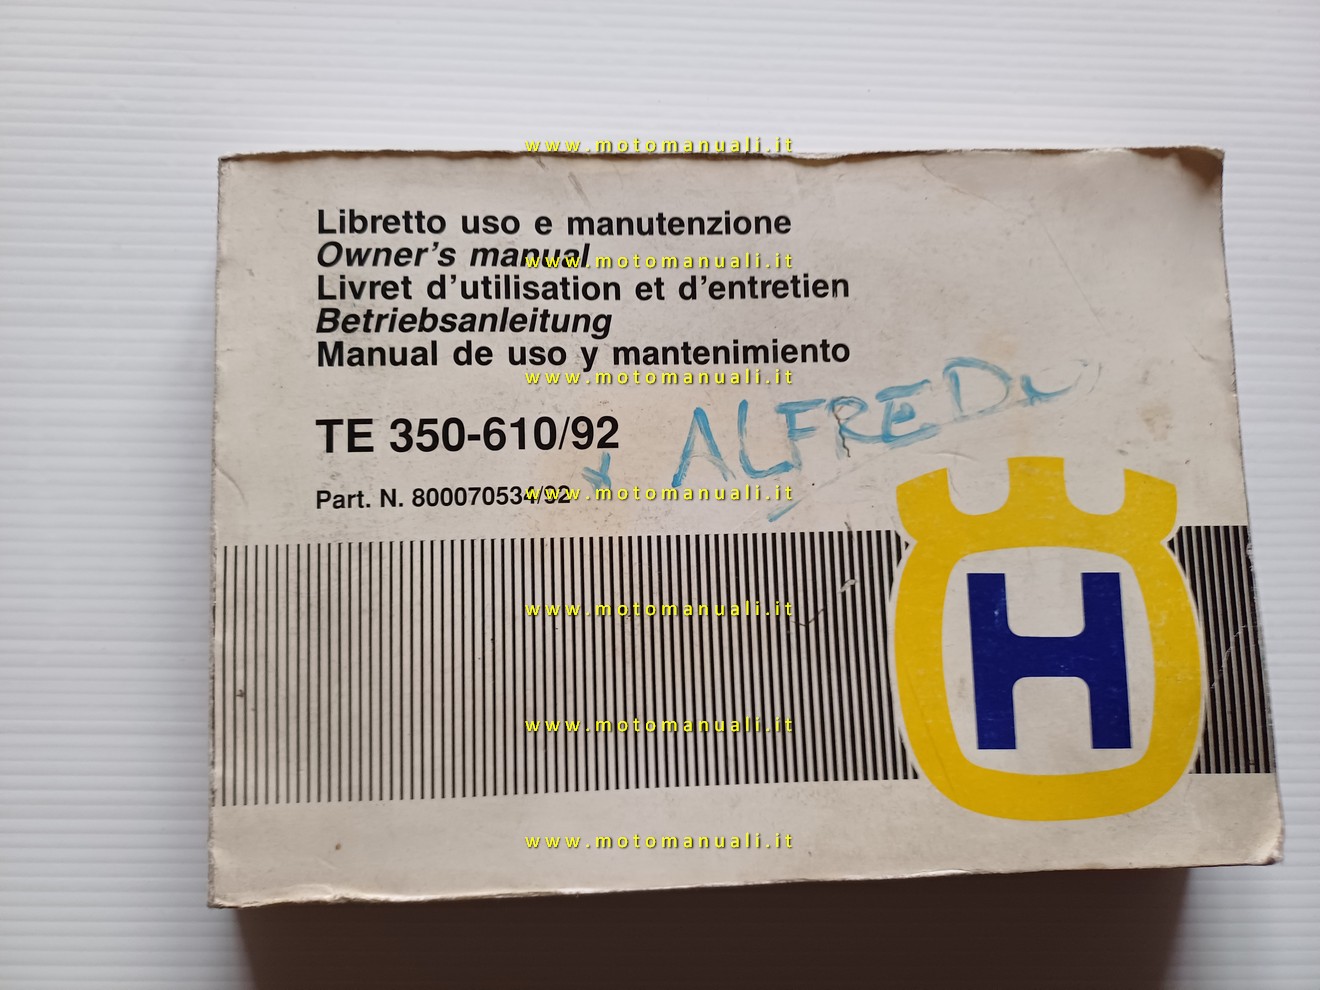 www.motomanuali.it
Libretto uso e manutenzione
Owner's manual
www.motomanuali.it
Livret d'utilisation et d'entretien
Betriebsanleitung
Manual de uso y mantenimiento
www.motomanuali.it
ALFREDO
TE 350-610/92
Part. N. 800070534/92
www.motomanuali.it
H
www.motomanuali.it
www.motomanuali.it
www.motomanuali.it